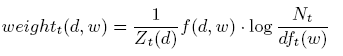 weight_t(d, w) = \frac{1}{Z_t(d)} f(d, w) \cdot \log \frac{N_t}{df_t(w)}